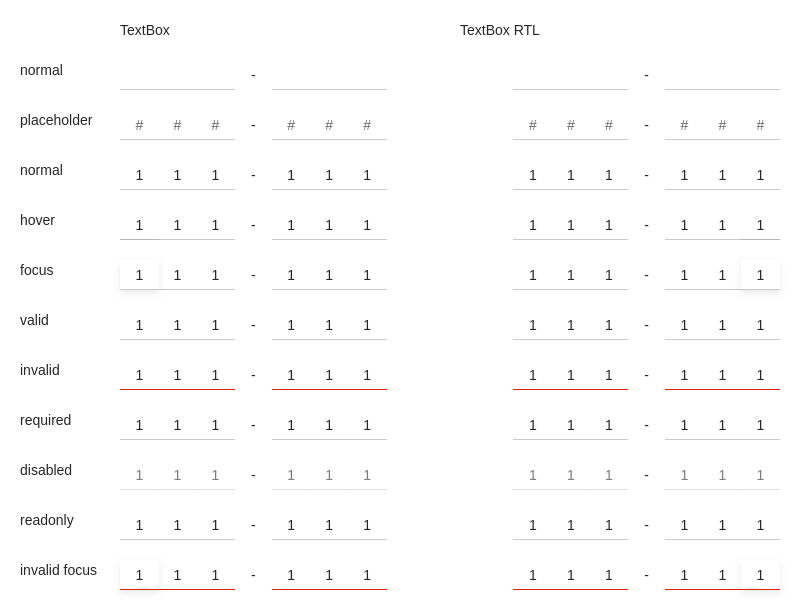 TextBox TextBox RTL
normal - -
placeholder # # # - # # # # # # - # # #
normal 1 1 1 - 1 1 1 1 1 1 - 1 1 1
hover 1 1 1 - 1 1 1 1 1 1 - 1 1 1
focus 1 1 1 - 1 1 1 1 1 1 - 1 1 1
valid 1 1 1 - 1 1 1 1 1 1 - 1 1 1
invalid 1 1 1 - 1 1 1 1 1 1 - 1 1 1
required 1 1 1 - 1 1 1 1 1 1 - 1 1 1
disabled 1 1 1 - 1 1 1 1 1 1 - 1 1 1
readonly 1 1 1 - 1 1 1 1 1 1 - 1 1 1
invalid focus 1 1 1 - 1 1 1 1 1 1 - 1 1 1